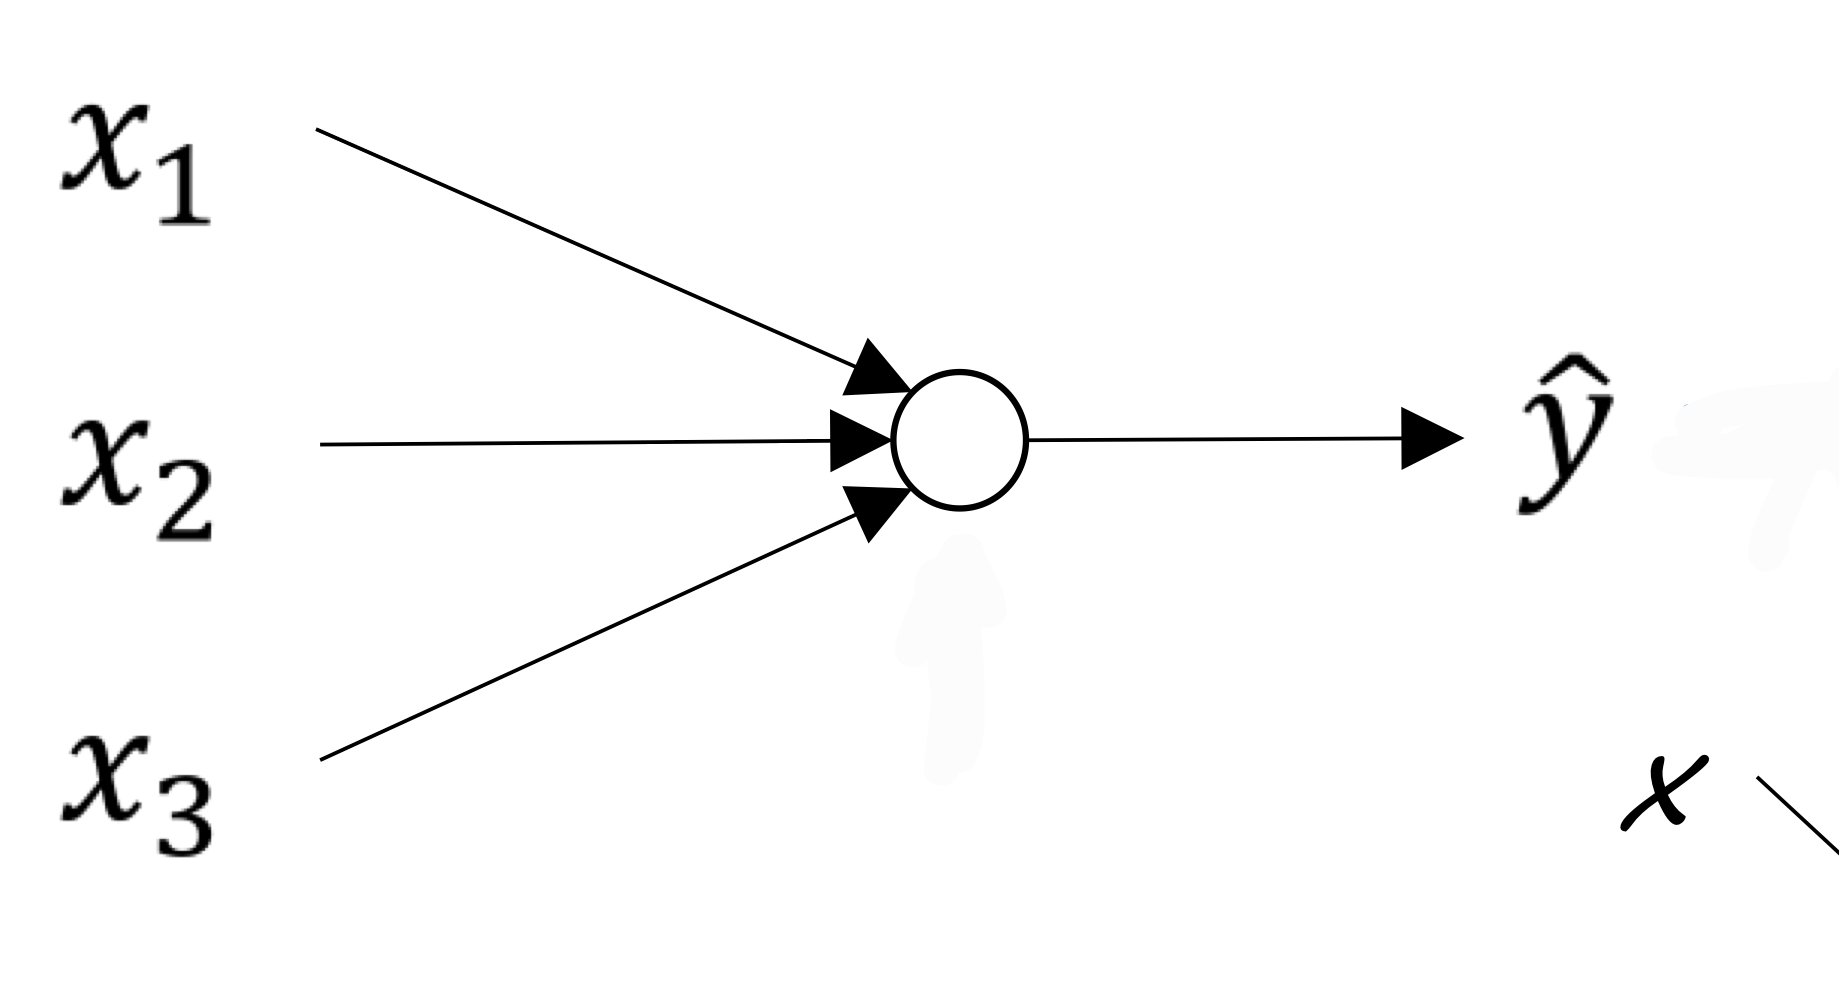 x₁
x₂
ŷ
x₃
x